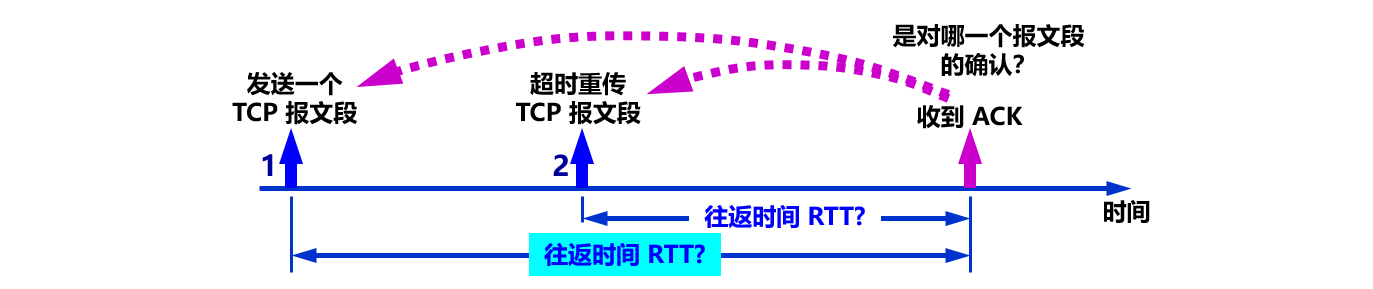 是对哪一个报文段
的确认？
发送一个
TCP 报文段
超时重传
TCP 报文段
收到 ACK
1
2
时间
往返时间 RTT?
往返时间 RTT?